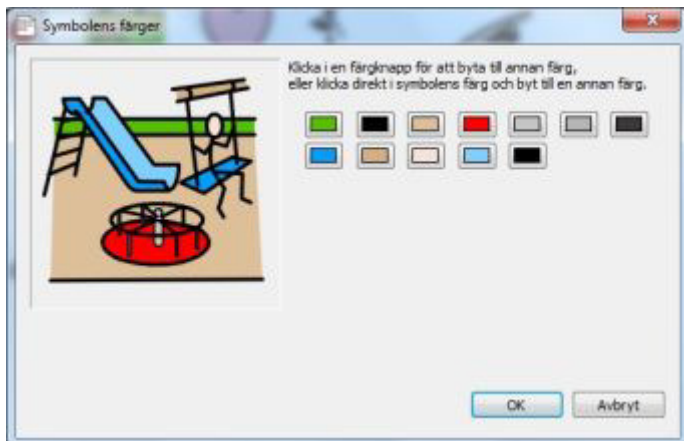 Symbolens färger
Klicka i en färgknapp för att byta till annan färg,
eller klicka direkt i symbolens färg och byt till en annan färg.
OK
Avbryt